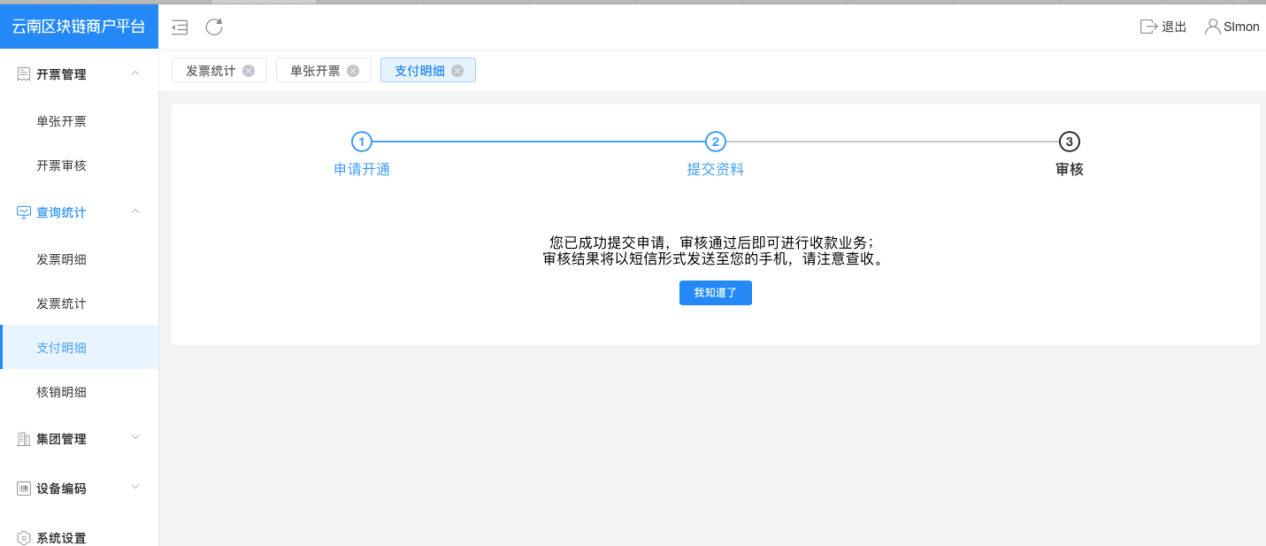 云南区块链商户平台
退出
SImon
开票管理
单张开票
开票审核
查询统计
发票明细
发票统计
支付明细
核销明细
集团管理
设备编码
系统设置
发票统计
单张开票
支付明细
1
2
3
申请开通
提交资料
审核
您已成功提交申请，审核通过后即可进行收款业务；
审核结果将以短信形式发送至您的手机，请注意查收。
我知道了